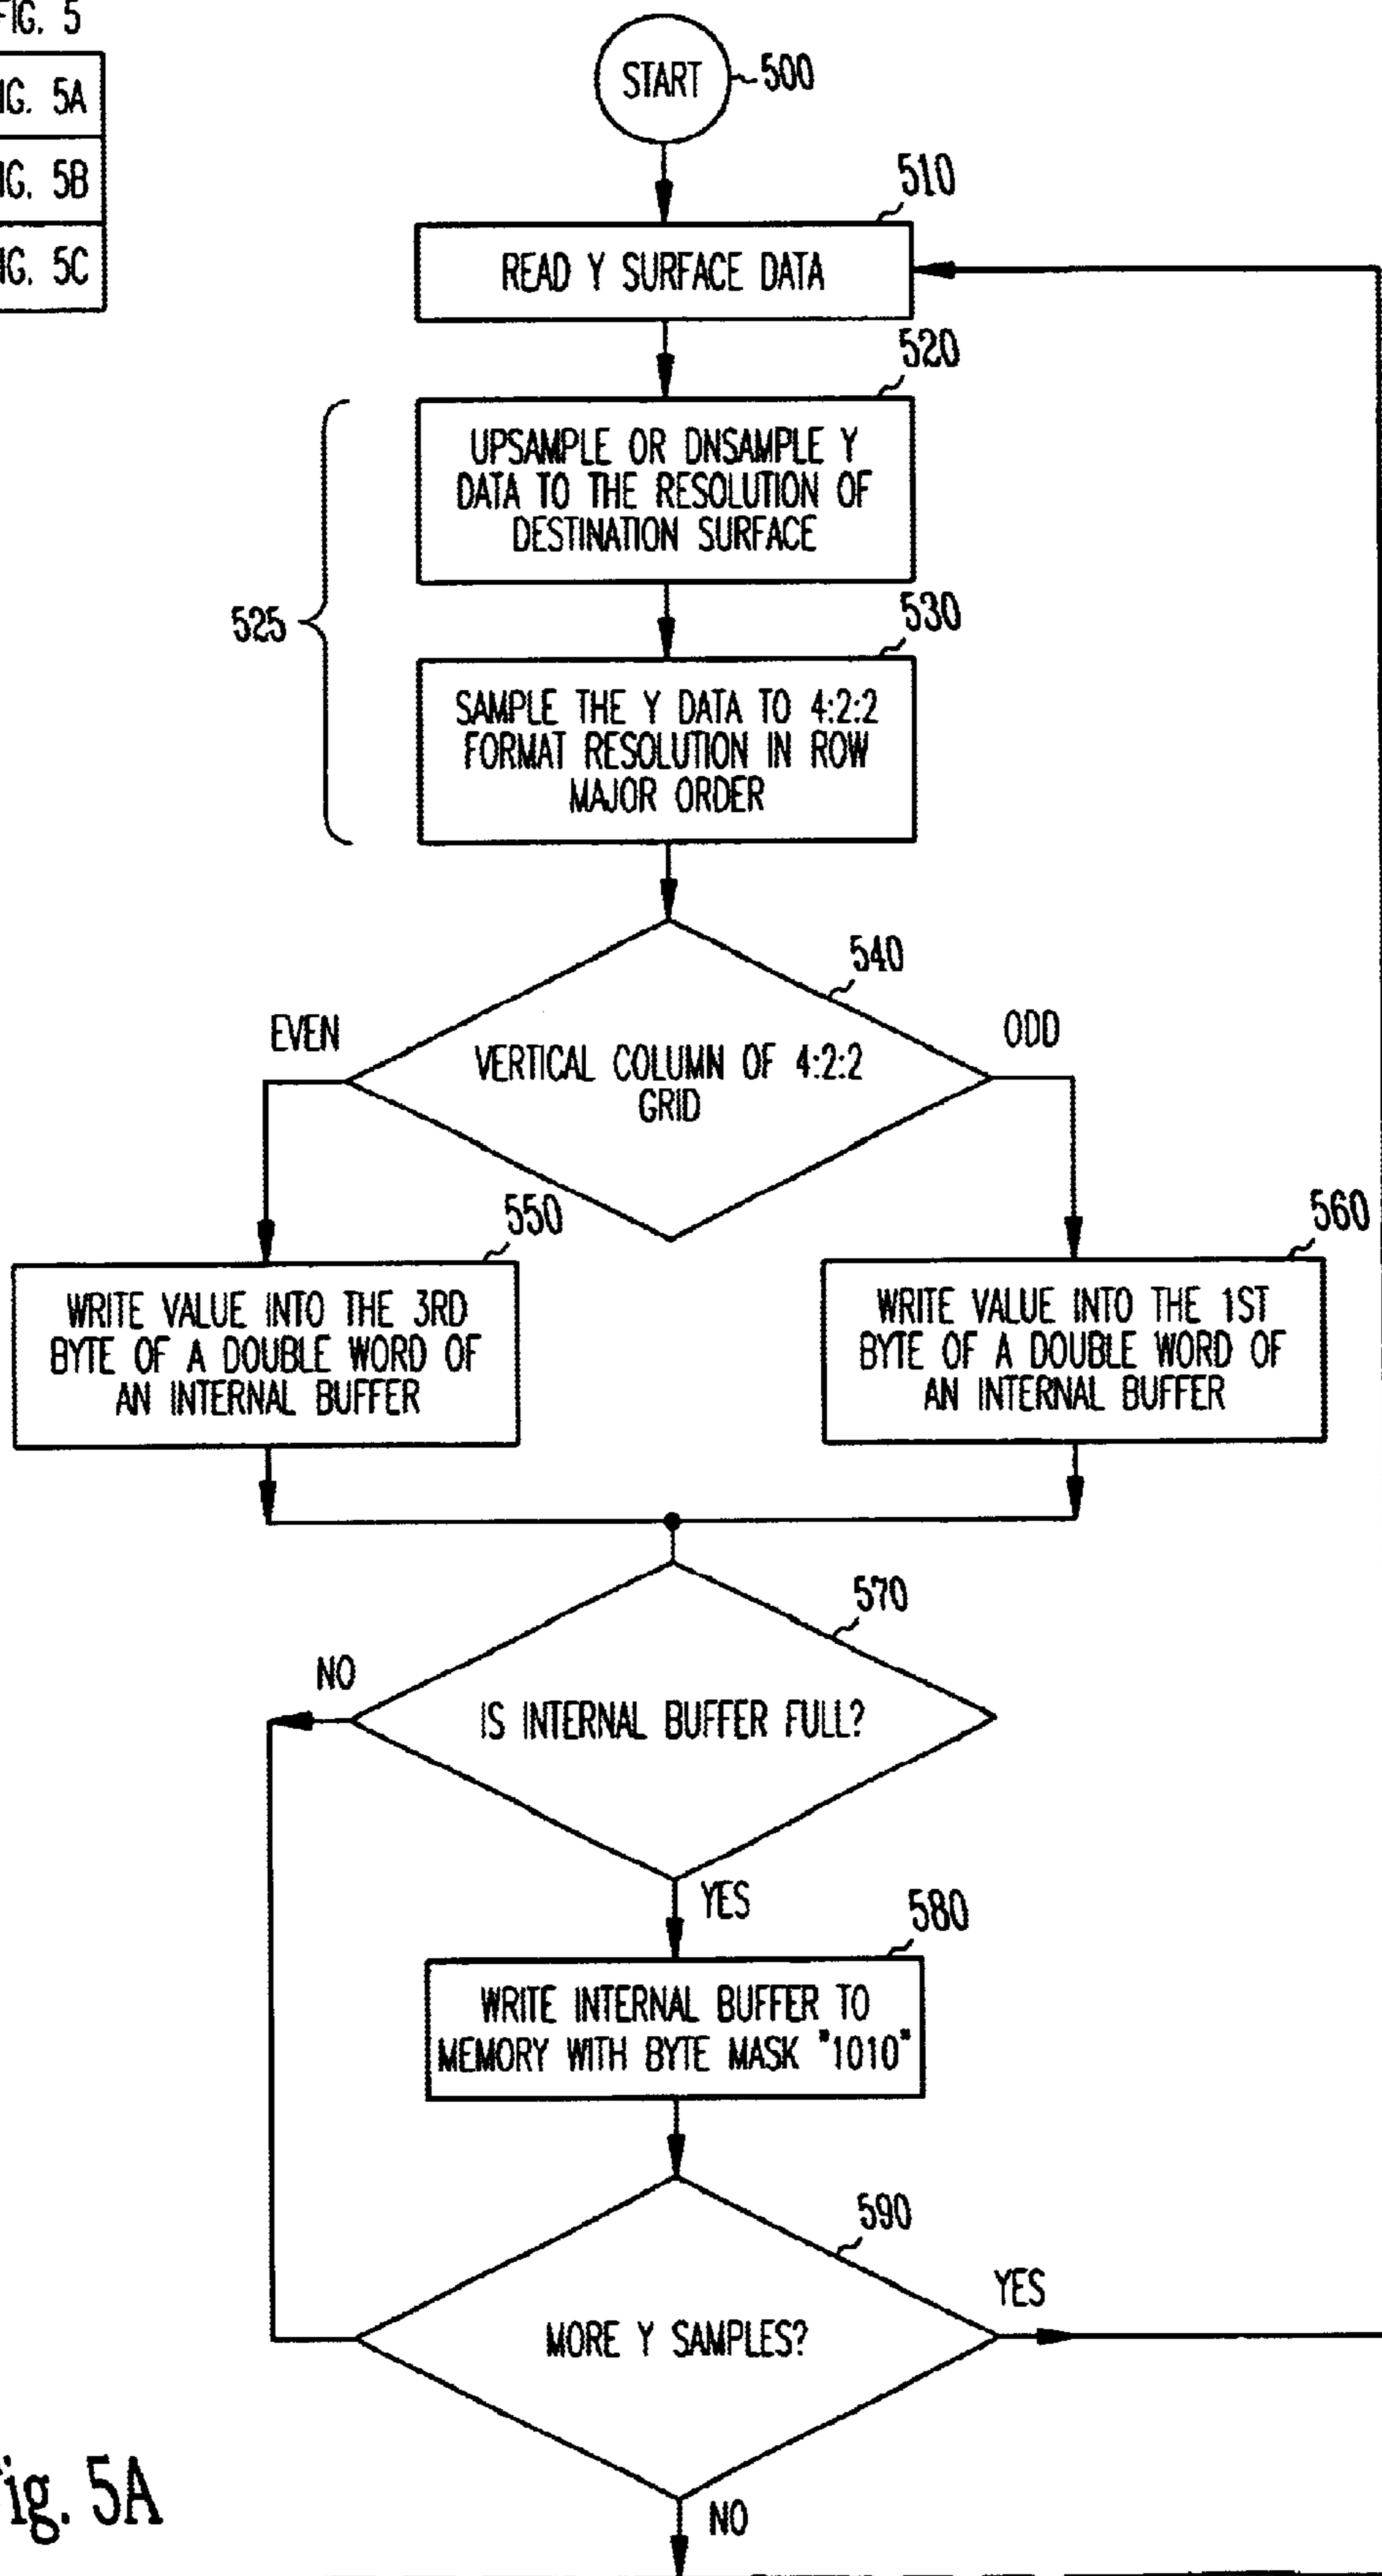 FIG. 5
FIG. 5A
FIG. 5B
FIG. 5C
START
500
510
READ Y SURFACE DATA
520
UPSAMPLE OR DNSAMPLE Y
DATA TO THE RESOLUTION OF
DESTINATION SURFACE
525
530
SAMPLE THE Y DATA TO 4:2:2
FORMAT RESOLUTION IN ROW
MAJOR ORDER
540
EVEN
ODD
VERTICAL COLUMN OF 4:2:2
GRID
550
560
WRITE VALUE INTO THE 3RD
BYTE OF A DOUBLE WORD OF
AN INTERNAL BUFFER
WRITE VALUE INTO THE 1ST
BYTE OF A DOUBLE WORD OF
AN INTERNAL BUFFER
570
NO
IS INTERNAL BUFFER FULL?
YES
580
WRITE INTERNAL BUFFER TO
MEMORY WITH BYTE MASK "1010"
590
YES
MORE Y SAMPLES?
NO
Fig. 5A